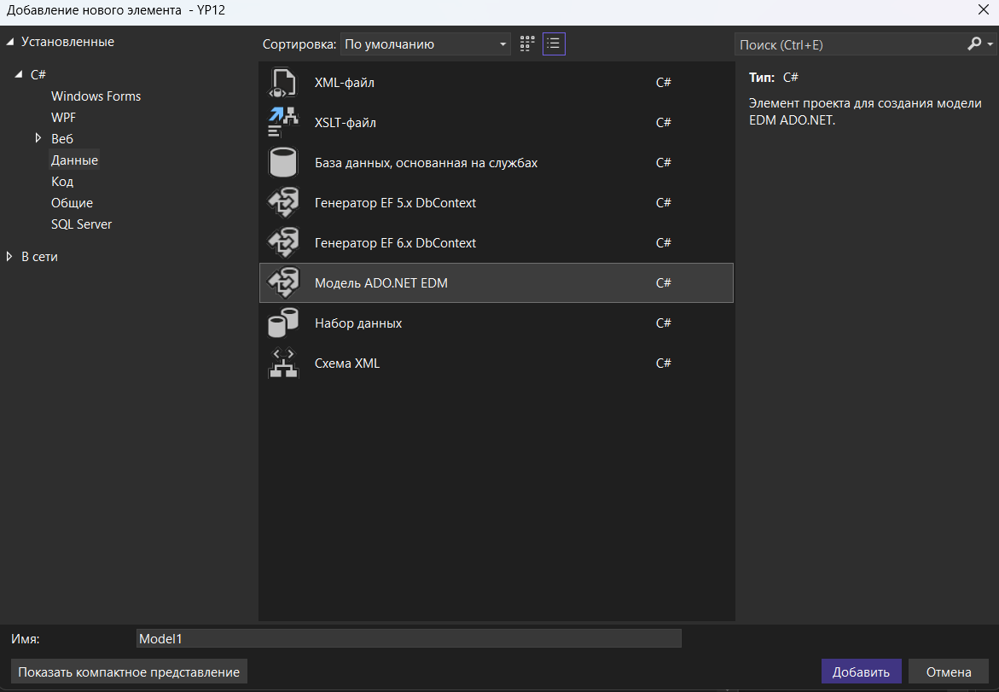 Добавление нового элемента - YP12
Установленные
C#
Windows Forms
WPF
Веб
Данные
Код
Общие
SQL Server
В сети
Сортировка: По умолчанию
XML-файл C#
XSLT-файл C#
База данных, основанная на службах C#
Генератор EF 5.x DbContext C#
Генератор EF 6.x DbContext C#
Модель ADO.NET EDM C#
Набор данных C#
Схема XML C#
Поиск (Ctrl+E)
Тип: C#
Элемент проекта для создания модели
EDM ADO.NET.
Имя: Model1
Показать компактное представление
Добавить Отмена